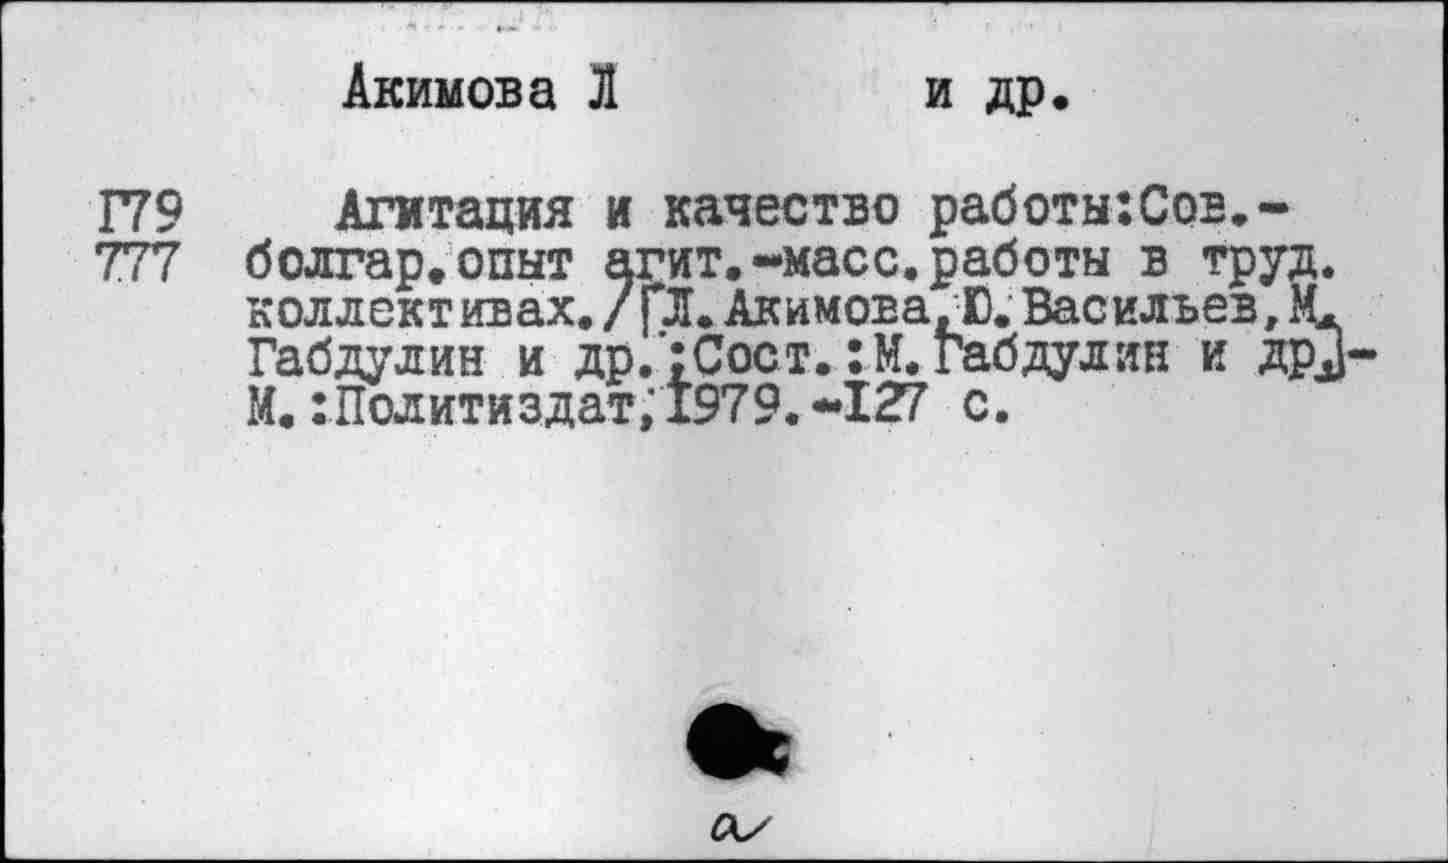 Акимова Л и др.
Г79 Агитация и качество работы:Сов.-
777 болгар.опыт агит.-масс.работы в труд.
коллективах./[Л.Акимова,Ю.Васильев,М.
Габдулин и др.;Сост.:М.Габдулин и др.]-
М.:Политиздат,1979.-127 с.